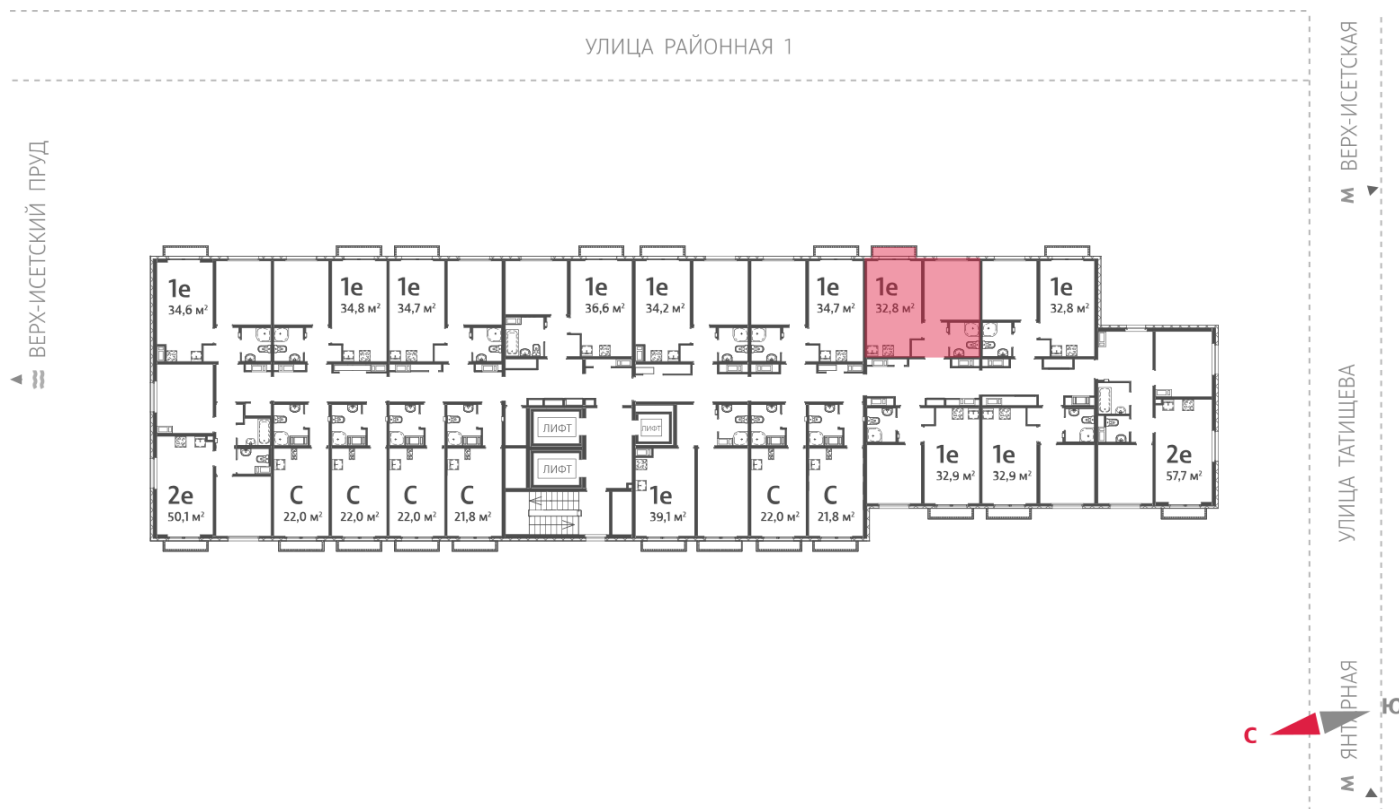 УЛИЦА РАЙОННАЯ 1
М ВЕРХ-ИСЕТСКАЯ
ВЕРХ-ИСЕТСКИЙ ПРУД
1е
34,6 м²
1е
34,8 м²
1е
34,7 м²
1е
36,6 м²
1е
34,2 м²
1е
34,7 м²
1е
32,8 м²
1е
32,8 м²
УЛИЦА ТАТИЩЕВА
ЛИФТ
ЛИФТ
ЛИФТ
2е
50,1 м²
С
22,0 м²
С
22,0 м²
С
22,0 м²
С
21,8 м²
1е
39,1 м²
С
22,0 м²
С
21,8 м²
1е
32,9 м²
1е
32,9 м²
2е
57,7 м²
М ЯНТАРНАЯ
С
Ю